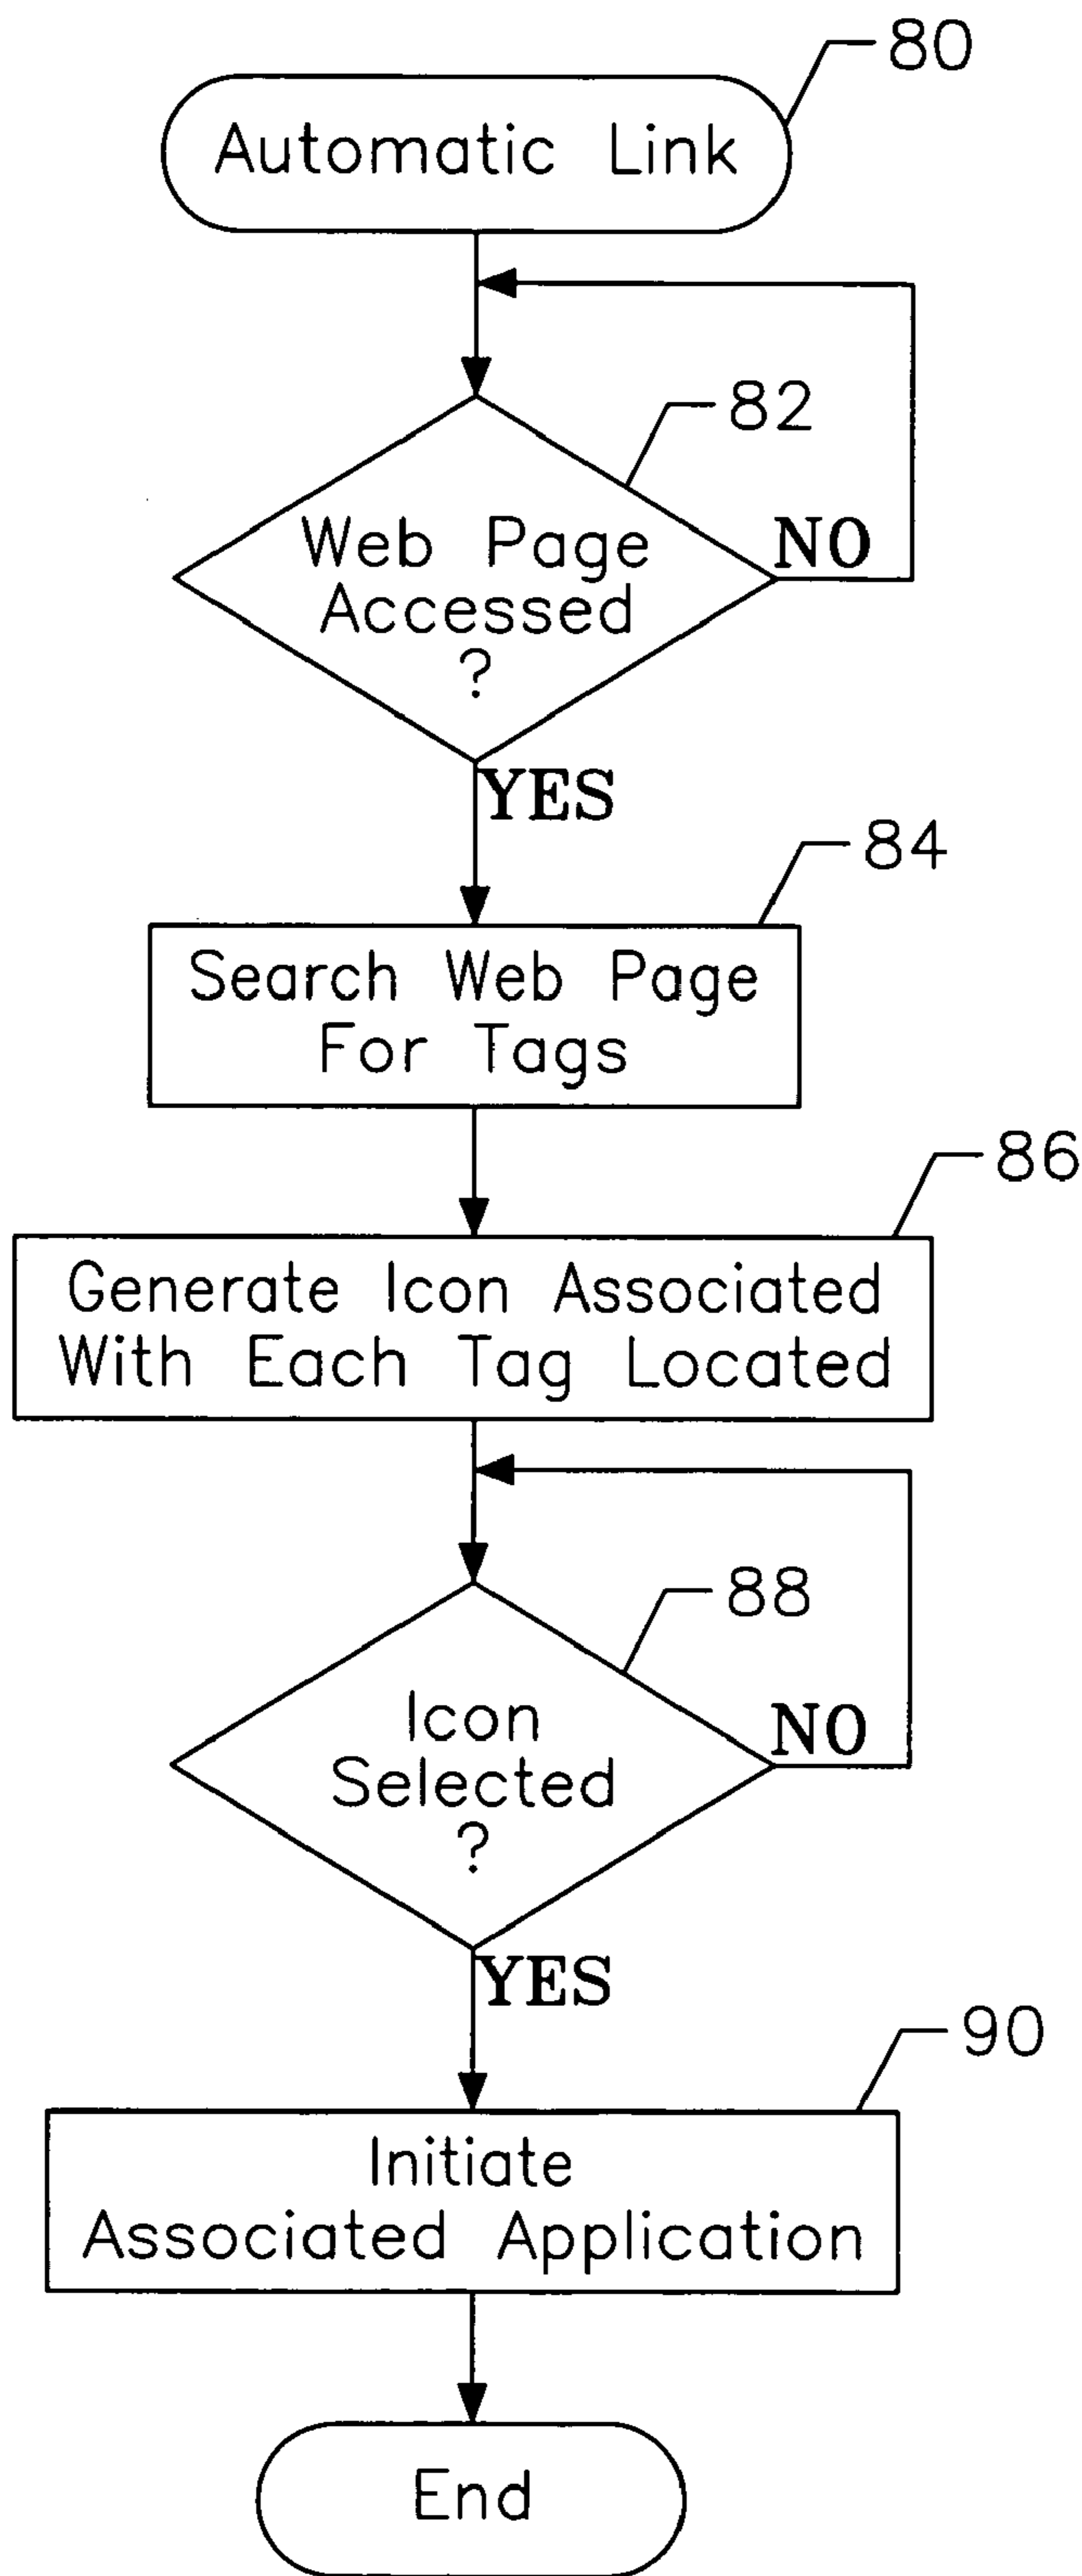 80
Automatic Link
82
Web Page
Accessed
?
NO
YES
84
Search Web Page
For Tags
86
Generate Icon Associated
With Each Tag Located
88
Icon
Selected
?
NO
YES
90
Initiate
Associated Application
End